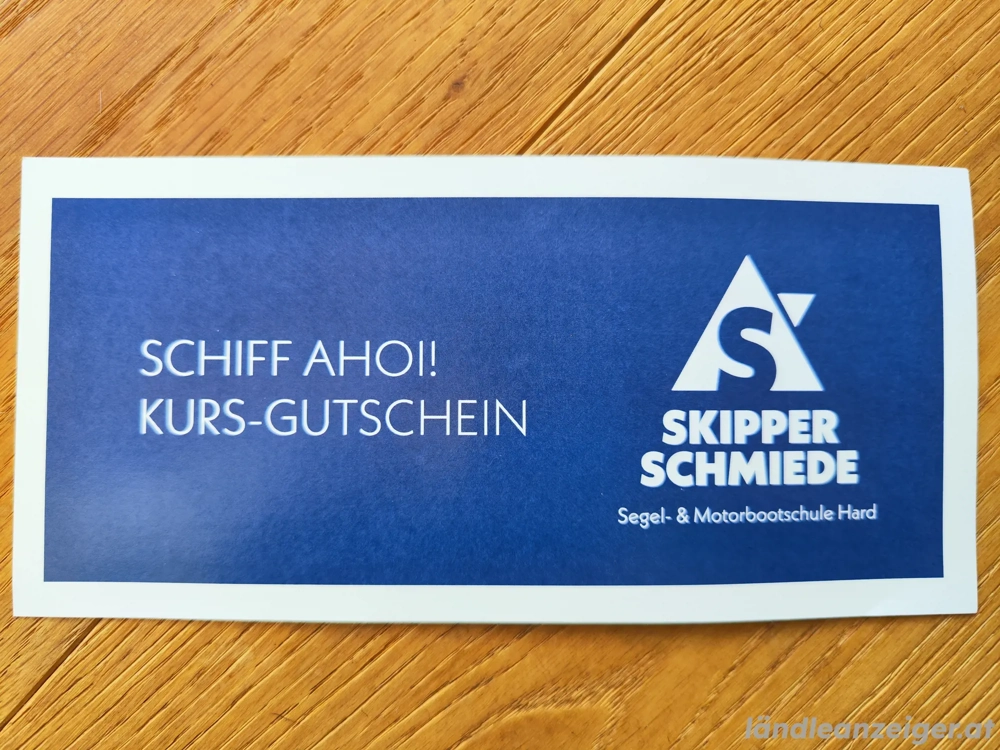 SCHIFF AHOI!
KURS-GUTSCHEIN
S
SKIPPER
SCHMIEDE
Segel- & Motorbootschule Hard
ländleanzeiger.at